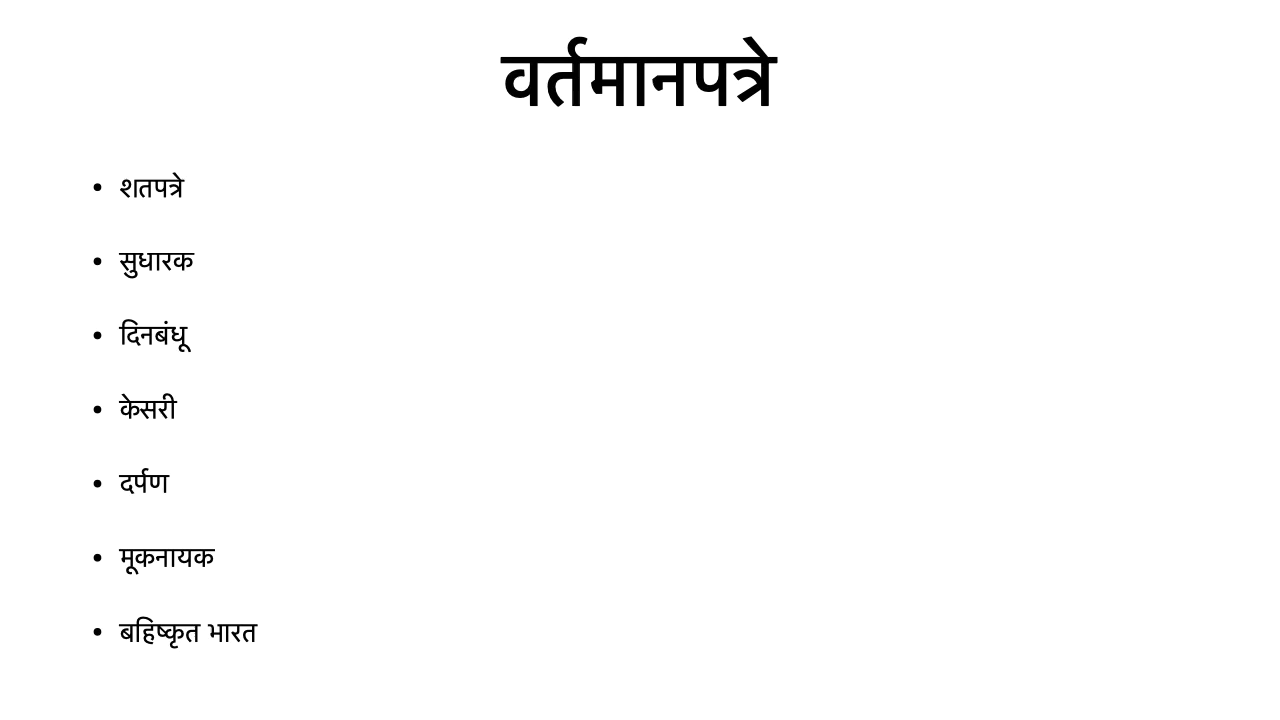 वर्तमानपत्रे
• शतपत्रे
• सुधारक
• दिनबंधू
• केसरी
• दर्पण
• मूकनायक
• बहिष्कृत भारत